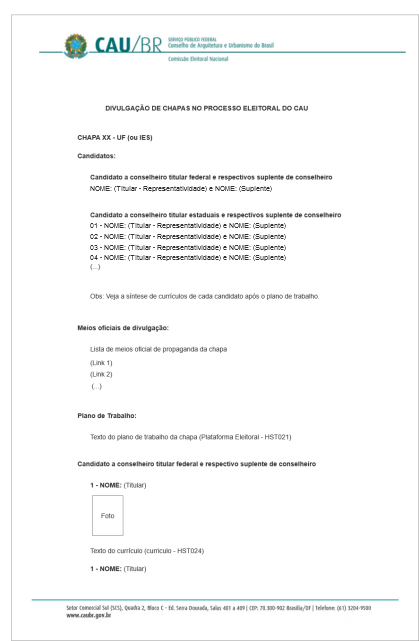 CAU/BR
SERVIÇO PÚBLICO FEDERAL
Conselho de Arquitetura e Urbanismo do Brasil
Comissão Eleitoral Nacional
DIVULGAÇÃO DE CHAPAS NO PROCESSO ELEITORAL DO CAU
CHAPA XX - UF (ou IES)
Candidatos:
Candidato a conselheiro titular federal e respectivos suplente de conselheiro
NOME: (Titular - Representatividade) e NOME: (Suplente)
Candidato a conselheiro titular estaduais e respectivos suplente de conselheiro
01 - NOME: (Titular - Representatividade) e NOME: (Suplente)
02 - NOME: (Titular - Representatividade) e NOME: (Suplente)
03 - NOME: (Titular - Representatividade) e NOME: (Suplente)
04 - NOME: (Titular - Representatividade) e NOME: (Suplente)
(...)
Obs: Veja a síntese de currículos de cada candidato após o plano de trabalho.
Meios oficiais de divulgação:
Lista de meios oficial de propaganda da chapa
(Link 1)
(Link 2)
(...)
Plano de Trabalho:
Texto do plano de trabalho da chapa (Plataforma Eleitoral - HST021)
Candidato a conselheiro titular federal e respectivo suplente de conselheiro
1 - NOME: (Titular)
Foto
Texto do currículo (currículo - HST024)
1 - NOME: (Titular)
Setor Comercial Sul (SCS), Quadra 2, Bloco C - Ed. Serra Dourada, Salas 401 a 409 | CEP: 70.300-902 Brasília/DF | Telefone: (61) 3204-9500
www.caubr.gov.br